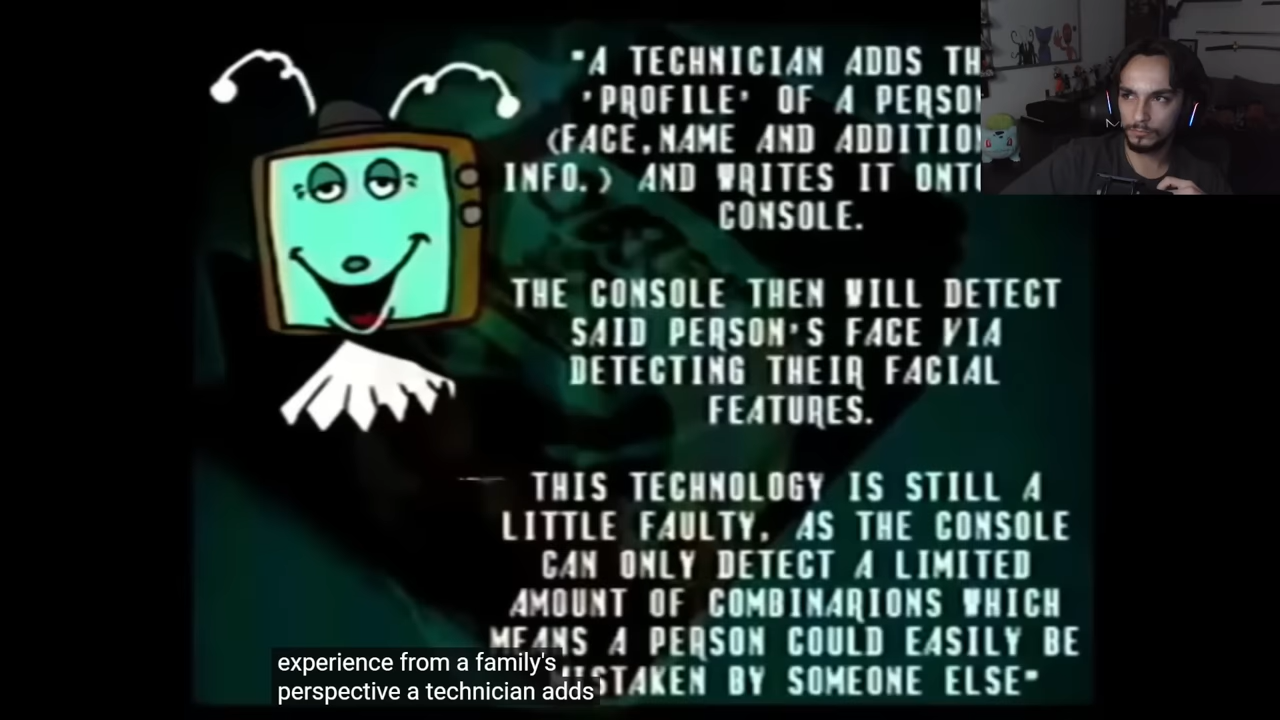 "A TECHNICIAN ADDS TH
'PROFILE' OF A PERSON
(FACE,NAME AND ADDITION
INFO.) AND WRITES IT ONTO
CONSOLE.
THE CONSOLE THEN WILL DETECT
SAID PERSON'S FACE VIA
DETECTING THEIR FACIAL
FEATURES.
THIS TECHNOLOGY IS STILL A
LITTLE FAULTY, AS THE CONSOLE
CAN ONLY DETECT A LIMITED
AMOUNT OF COMBINARIONS WHICH
MEANS A PERSON COULD EASILY BE
MISTAKEN BY SOMEONE ELSE"
experience from a family's
perspective a technician adds